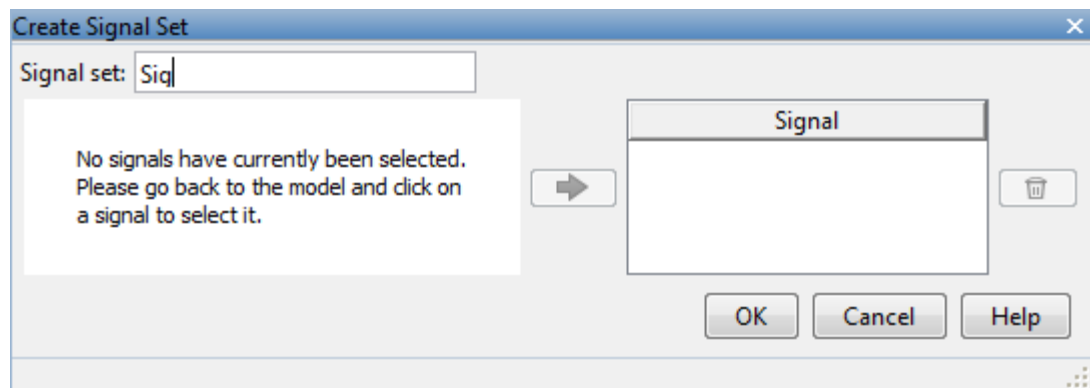 Create Signal Set
Signal set: Sig
Signal
No signals have currently been selected.
Please go back to the model and click on
a signal to select it.
OK Cancel Help